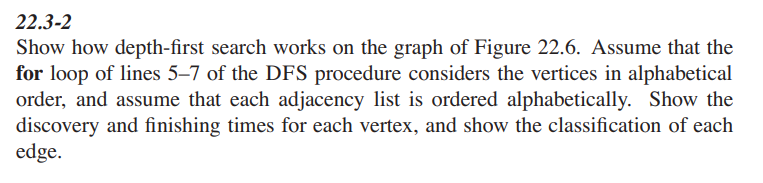 22.3-2
Show how depth-first search works on the graph of Figure 22.6. Assume that the
for loop of lines 5–7 of the DFS procedure considers the vertices in alphabetical
order, and assume that each adjacency list is ordered alphabetically. Show the
discovery and finishing times for each vertex, and show the classification of each
edge.